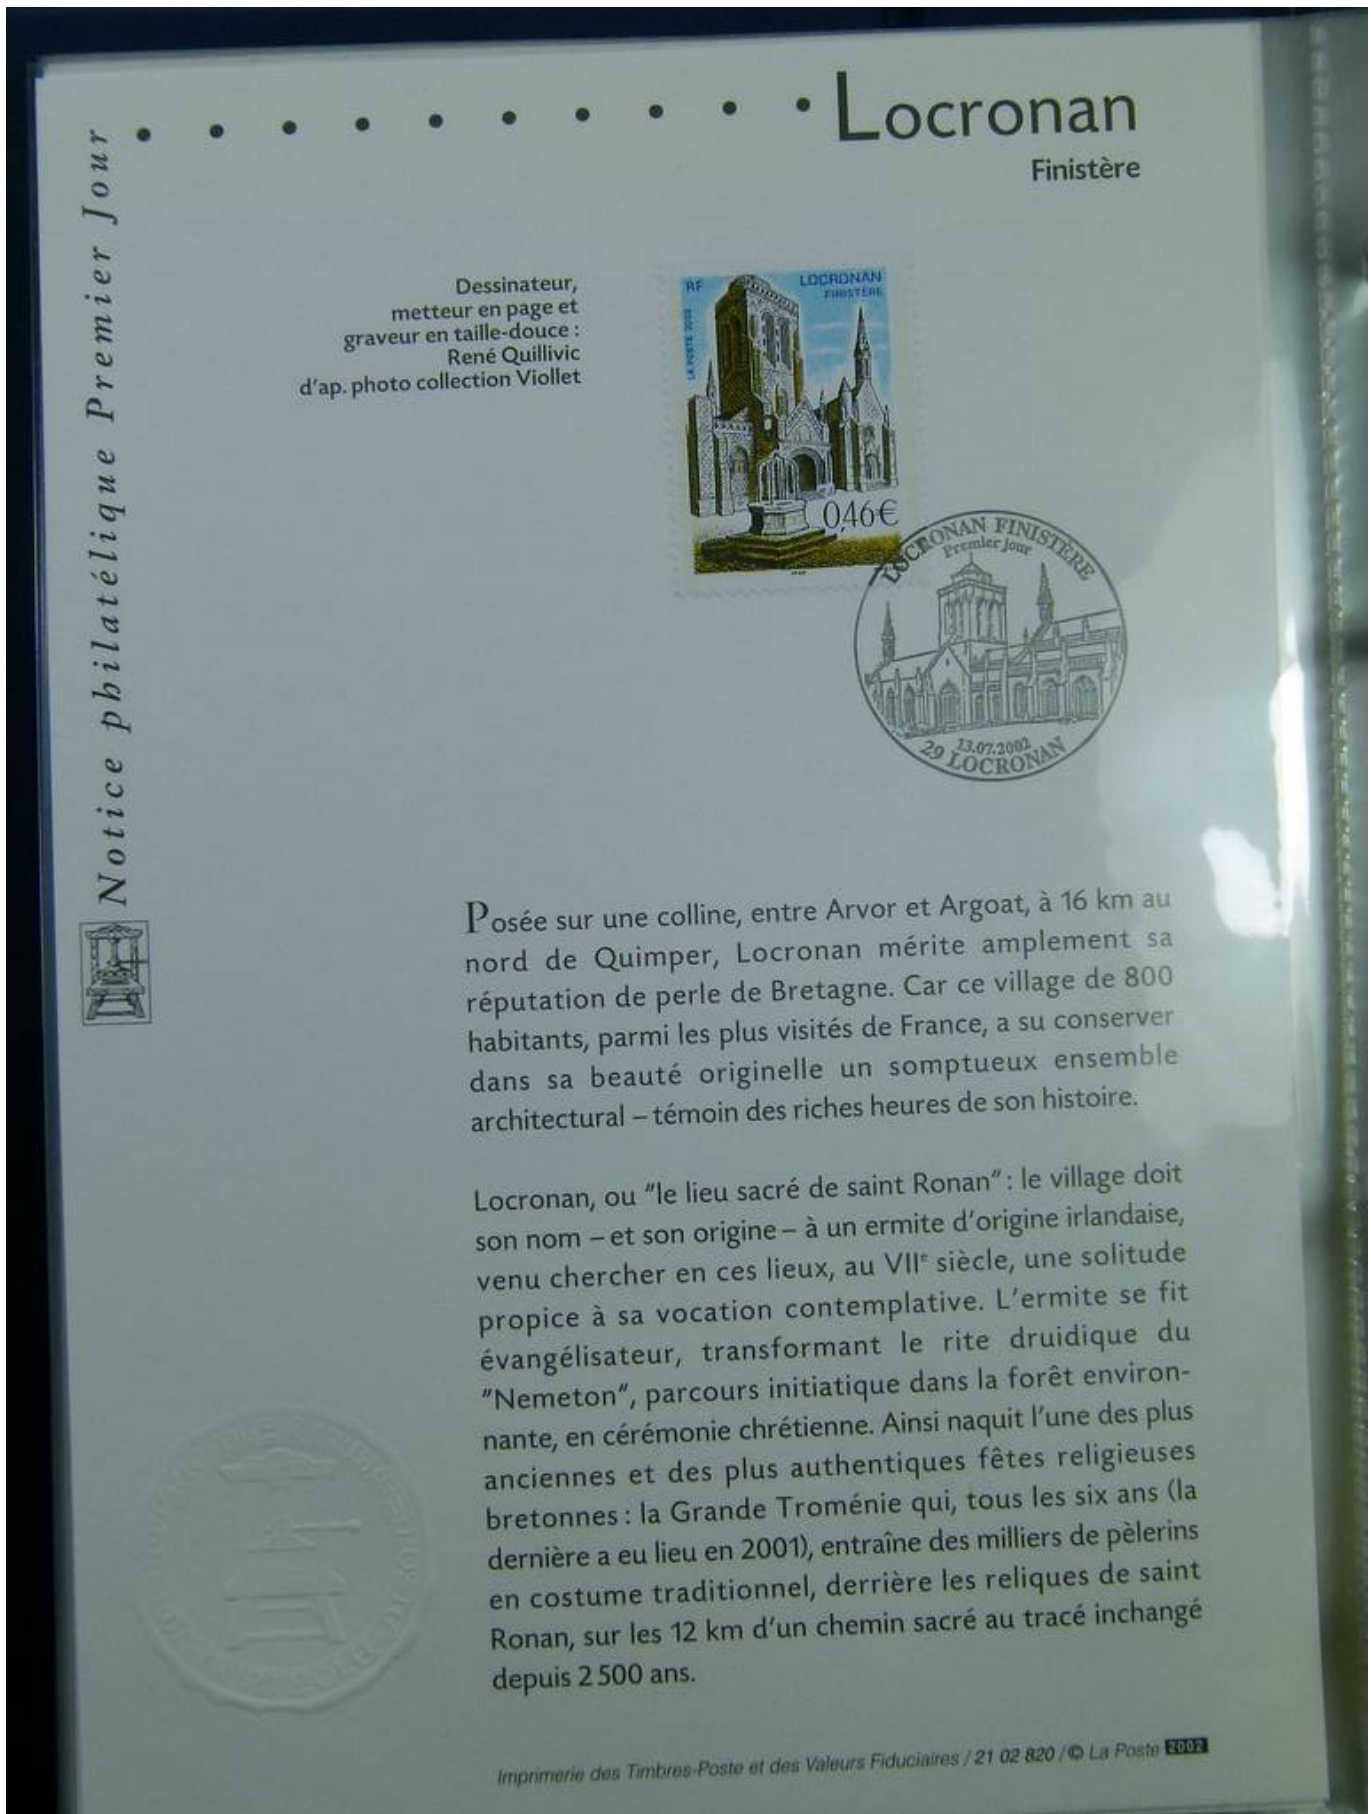 Locronan
Finistère
Notice philatélique Premier Jour
Dessinateur,
metteur en page et
graveur en taille-douce :
René Quillivic
d'ap. photo collection Viollet
RF
LOCRONAN
FINISTÈRE
LA POSTE 2002
0,46€
LOCRONAN FINISTÈRE
Premier jour
13.07.2002
29 LOCRONAN
Posée sur une colline, entre Arvor et Argoat, à 16 km au
nord de Quimper, Locronan mérite amplement sa
réputation de perle de Bretagne. Car ce village de 800
habitants, parmi les plus visités de France, a su conserver
dans sa beauté originelle un somptueux ensemble
architectural – témoin des riches heures de son histoire.
Locronan, ou "le lieu sacré de saint Ronan" : le village doit
son nom – et son origine – à un ermite d'origine irlandaise,
venu chercher en ces lieux, au VIIe siècle, une solitude
propice à sa vocation contemplative. L'ermite se fit
évangélisateur, transformant le rite druidique du
"Nemeton", parcours initiatique dans la forêt environ-
nante, en cérémonie chrétienne. Ainsi naquit l'une des plus
anciennes et des plus authentiques fêtes religieuses
bretonnes : la Grande Troménie qui, tous les six ans (la
dernière a eu lieu en 2001), entraîne des milliers de pèlerins
en costume traditionnel, derrière les reliques de saint
Ronan, sur les 12 km d'un chemin sacré au tracé inchangé
depuis 2 500 ans.
Imprimerie des Timbres-Poste et des Valeurs Fiduciaires / 21 02 820 / © La Poste 2002